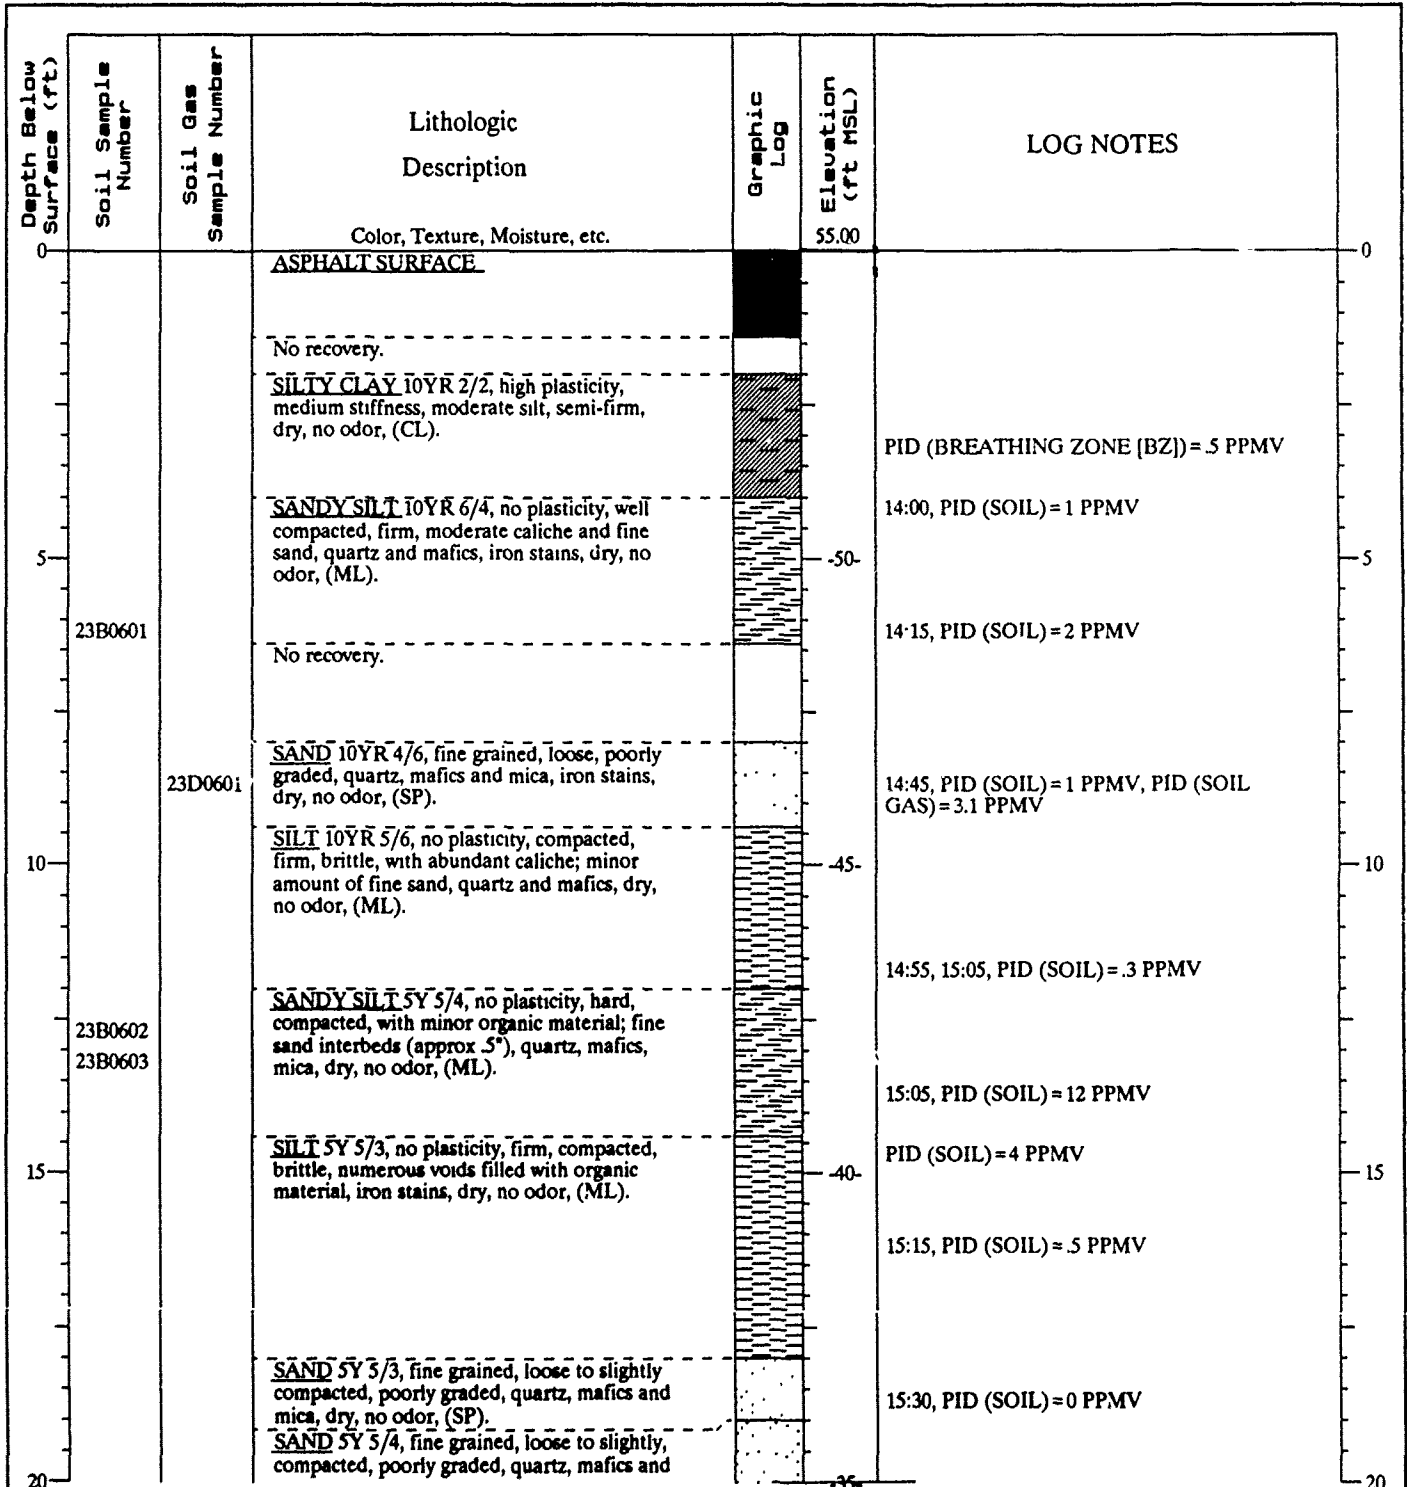 Depth Below
Surface (ft)
Soil Sample
Number
Soil Gas
Sample Number
Lithologic
Description
Color, Texture, Moisture, etc.
Graphic
Log
Elevation
(ft MSL)
55.00
LOG NOTES
0
0
ASPHALT SURFACE
No recovery.
SILTY CLAY 10YR 2/2, high plasticity,
medium stiffness, moderate silt, semi-firm,
dry, no odor, (CL).
PID (BREATHING ZONE [BZ])=.5 PPMV
SANDY SILT 10YR 6/4, no plasticity, well
compacted, firm, moderate caliche and fine
sand, quartz and mafics, iron stains, dry, no
odor, (ML).
14:00, PID (SOIL)=1 PPMV
5
-50-
5
23B0601
14:15, PID (SOIL)=2 PPMV
No recovery.
SAND 10YR 4/6, fine grained, loose, poorly
graded, quartz, mafics and mica, iron stains,
dry, no odor, (SP).
23D0601
14:45, PID (SOIL)=1 PPMV, PID (SOIL
GAS)=3.1 PPMV
SILT 10YR 5/6, no plasticity, compacted,
firm, brittle, with abundant caliche; minor
amount of fine sand, quartz and mafics, dry,
no odor, (ML).
10
-45-
10
14:55, 15:05, PID (SOIL)=.3 PPMV
SANDY SILT 5Y 5/4, no plasticity, hard,
compacted, with minor organic material; fine
sand interbeds (approx .5"), quartz, mafics,
mica, dry, no odor, (ML).
23B0602
23B0603
15:05, PID (SOIL)=12 PPMV
SILT 5Y 5/3, no plasticity, firm, compacted,
brittle, numerous voids filled with organic
material, iron stains, dry, no odor, (ML).
PID (SOIL)=4 PPMV
15
-40-
15
15:15, PID (SOIL)=.5 PPMV
SAND 5Y 5/3, fine grained, loose to slightly
compacted, poorly graded, quartz, mafics and
mica, dry, no odor, (SP).
15:30, PID (SOIL)=0 PPMV
SAND 5Y 5/4, fine grained, loose to slightly,
compacted, poorly graded, quartz, mafics and
20
-35-
20